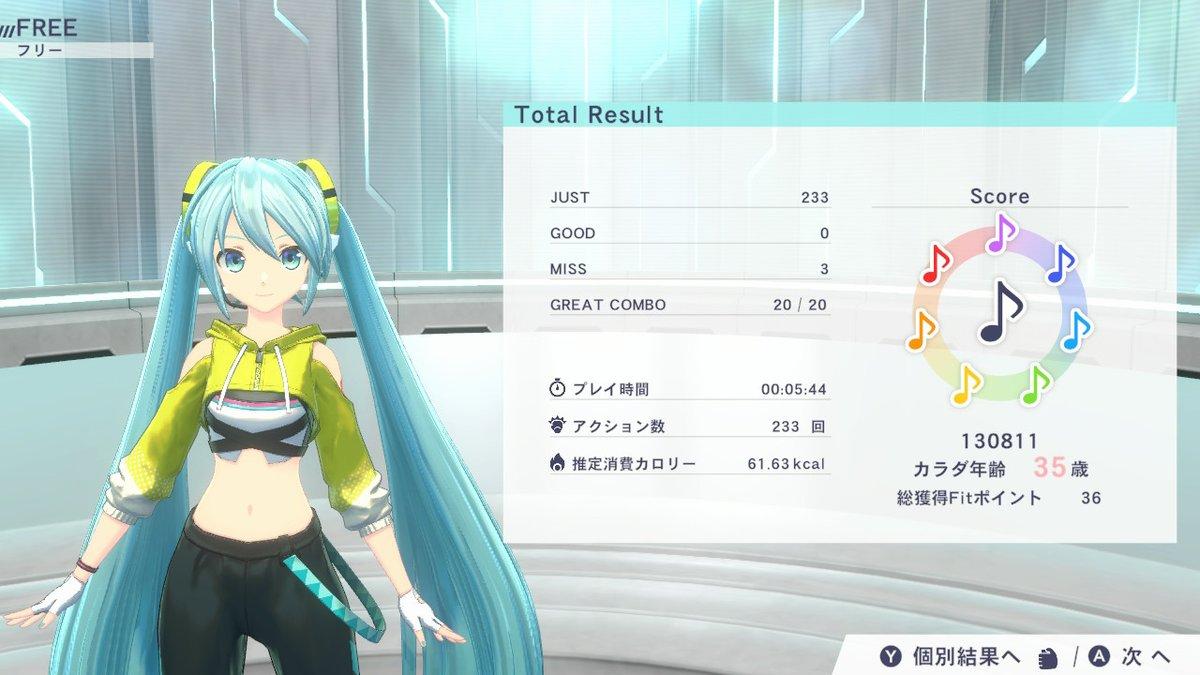 FREE
フリー
Total Result
JUST 233
GOOD 0
MISS 3
GREAT COMBO 20 / 20
プレイ時間 00:05:44
アクション数 233 回
推定消費カロリー 61.63kcal
Score
130811
カラダ年齢 35歳
総獲得Fitポイント 36
Y 個別結果へ / A 次 へ